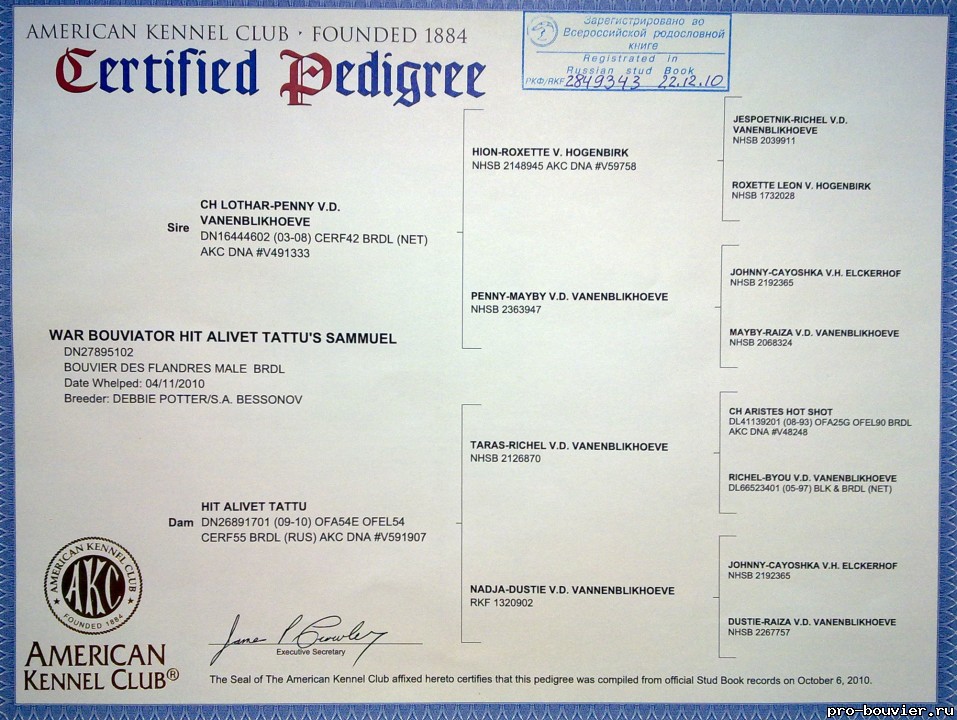 AMERICAN KENNEL CLUB · FOUNDED 1884
Certified Pedigree
Зарегистрировано во
Всероссийской родословной
книге
Registered in
Russian stud Book
РКФ/RKF 2849343 22.12.10
HION-ROXETTE V. HOGENBIRK
NHSB 2148945 AKC DNA #V59758
JESPOETNIK-RICHEL V.D.
VANENBLIKHOEVE
NHSB 2039911
ROXETTE LEON V. HOGENBIRK
NHSB 1732028
Sire
CH LOTHAR-PENNY V.D.
VANENBLIKHOEVE
DN16444602 (03-08) CERF42 BRDL (NET)
AKC DNA #V491333
PENNY-MAYBY V.D. VANENBLIKHOEVE
NHSB 2363947
JOHNNY-CAYOSHKA V.H. ELCKERHOF
NHSB 2192365
MAYBY-RAIZA V.D. VANENBLIKHOEVE
NHSB 2068324
WAR BOUVIATOR HIT ALIVET TATTU'S SAMMUEL
DN27895102
BOUVIER DES FLANDRES MALE BRDL
Date Whelped: 04/11/2010
Breeder: DEBBIE POTTER/S.A. BESSONOV
TARAS-RICHEL V.D. VANENBLIKHOEVE
NHSB 2126870
CH ARISTES HOT SHOT
DL41139201 (08-93) OFA25G OFEL90 BRDL
AKC DNA #V48248
RICHEL-BYOU V.D. VANENBLIKHOEVE
DL66523401 (05-97) BLK & BRDL (NET)
Dam
HIT ALIVET TATTU
DN26891701 (09-10) OFA54E OFEL54
CERF55 BRDL (RUS) AKC DNA #V591907
NADJA-DUSTIE V.D. VANNENBLIKHOEVE
RKF 1320902
JOHNNY-CAYOSHKA V.H. ELCKERHOF
NHSB 2192365
DUSTIE-RAIZA V.D. VANENBLIKHOEVE
NHSB 2267757
AMERICAN KENNEL CLUB
AKC
FOUNDED 1884
AMERICAN
KENNEL CLUB®
James P Crowley
Executive Secretary
The Seal of The American Kennel Club affixed hereto certifies that this pedigree was compiled from official Stud Book records on October 6, 2010.
pro-bouvier.ru